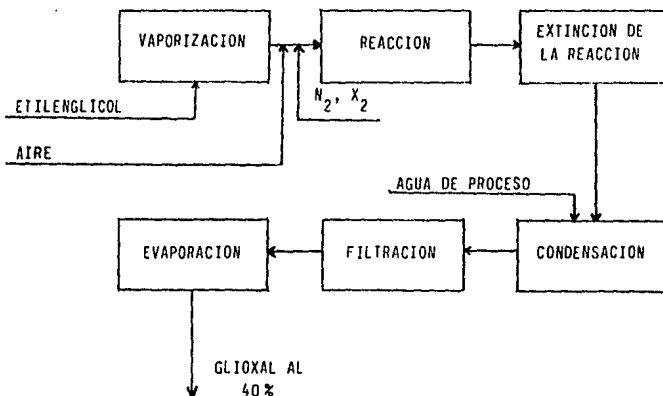 VAPORIZACION
REACCION
EXTINCION DE
LA REACCION
ETILENGLICOL
N2, X2
AIRE
AGUA DE PROCESO
EVAPORACION
FILTRACION
CONDENSACION
GLIOXAL AL
40%